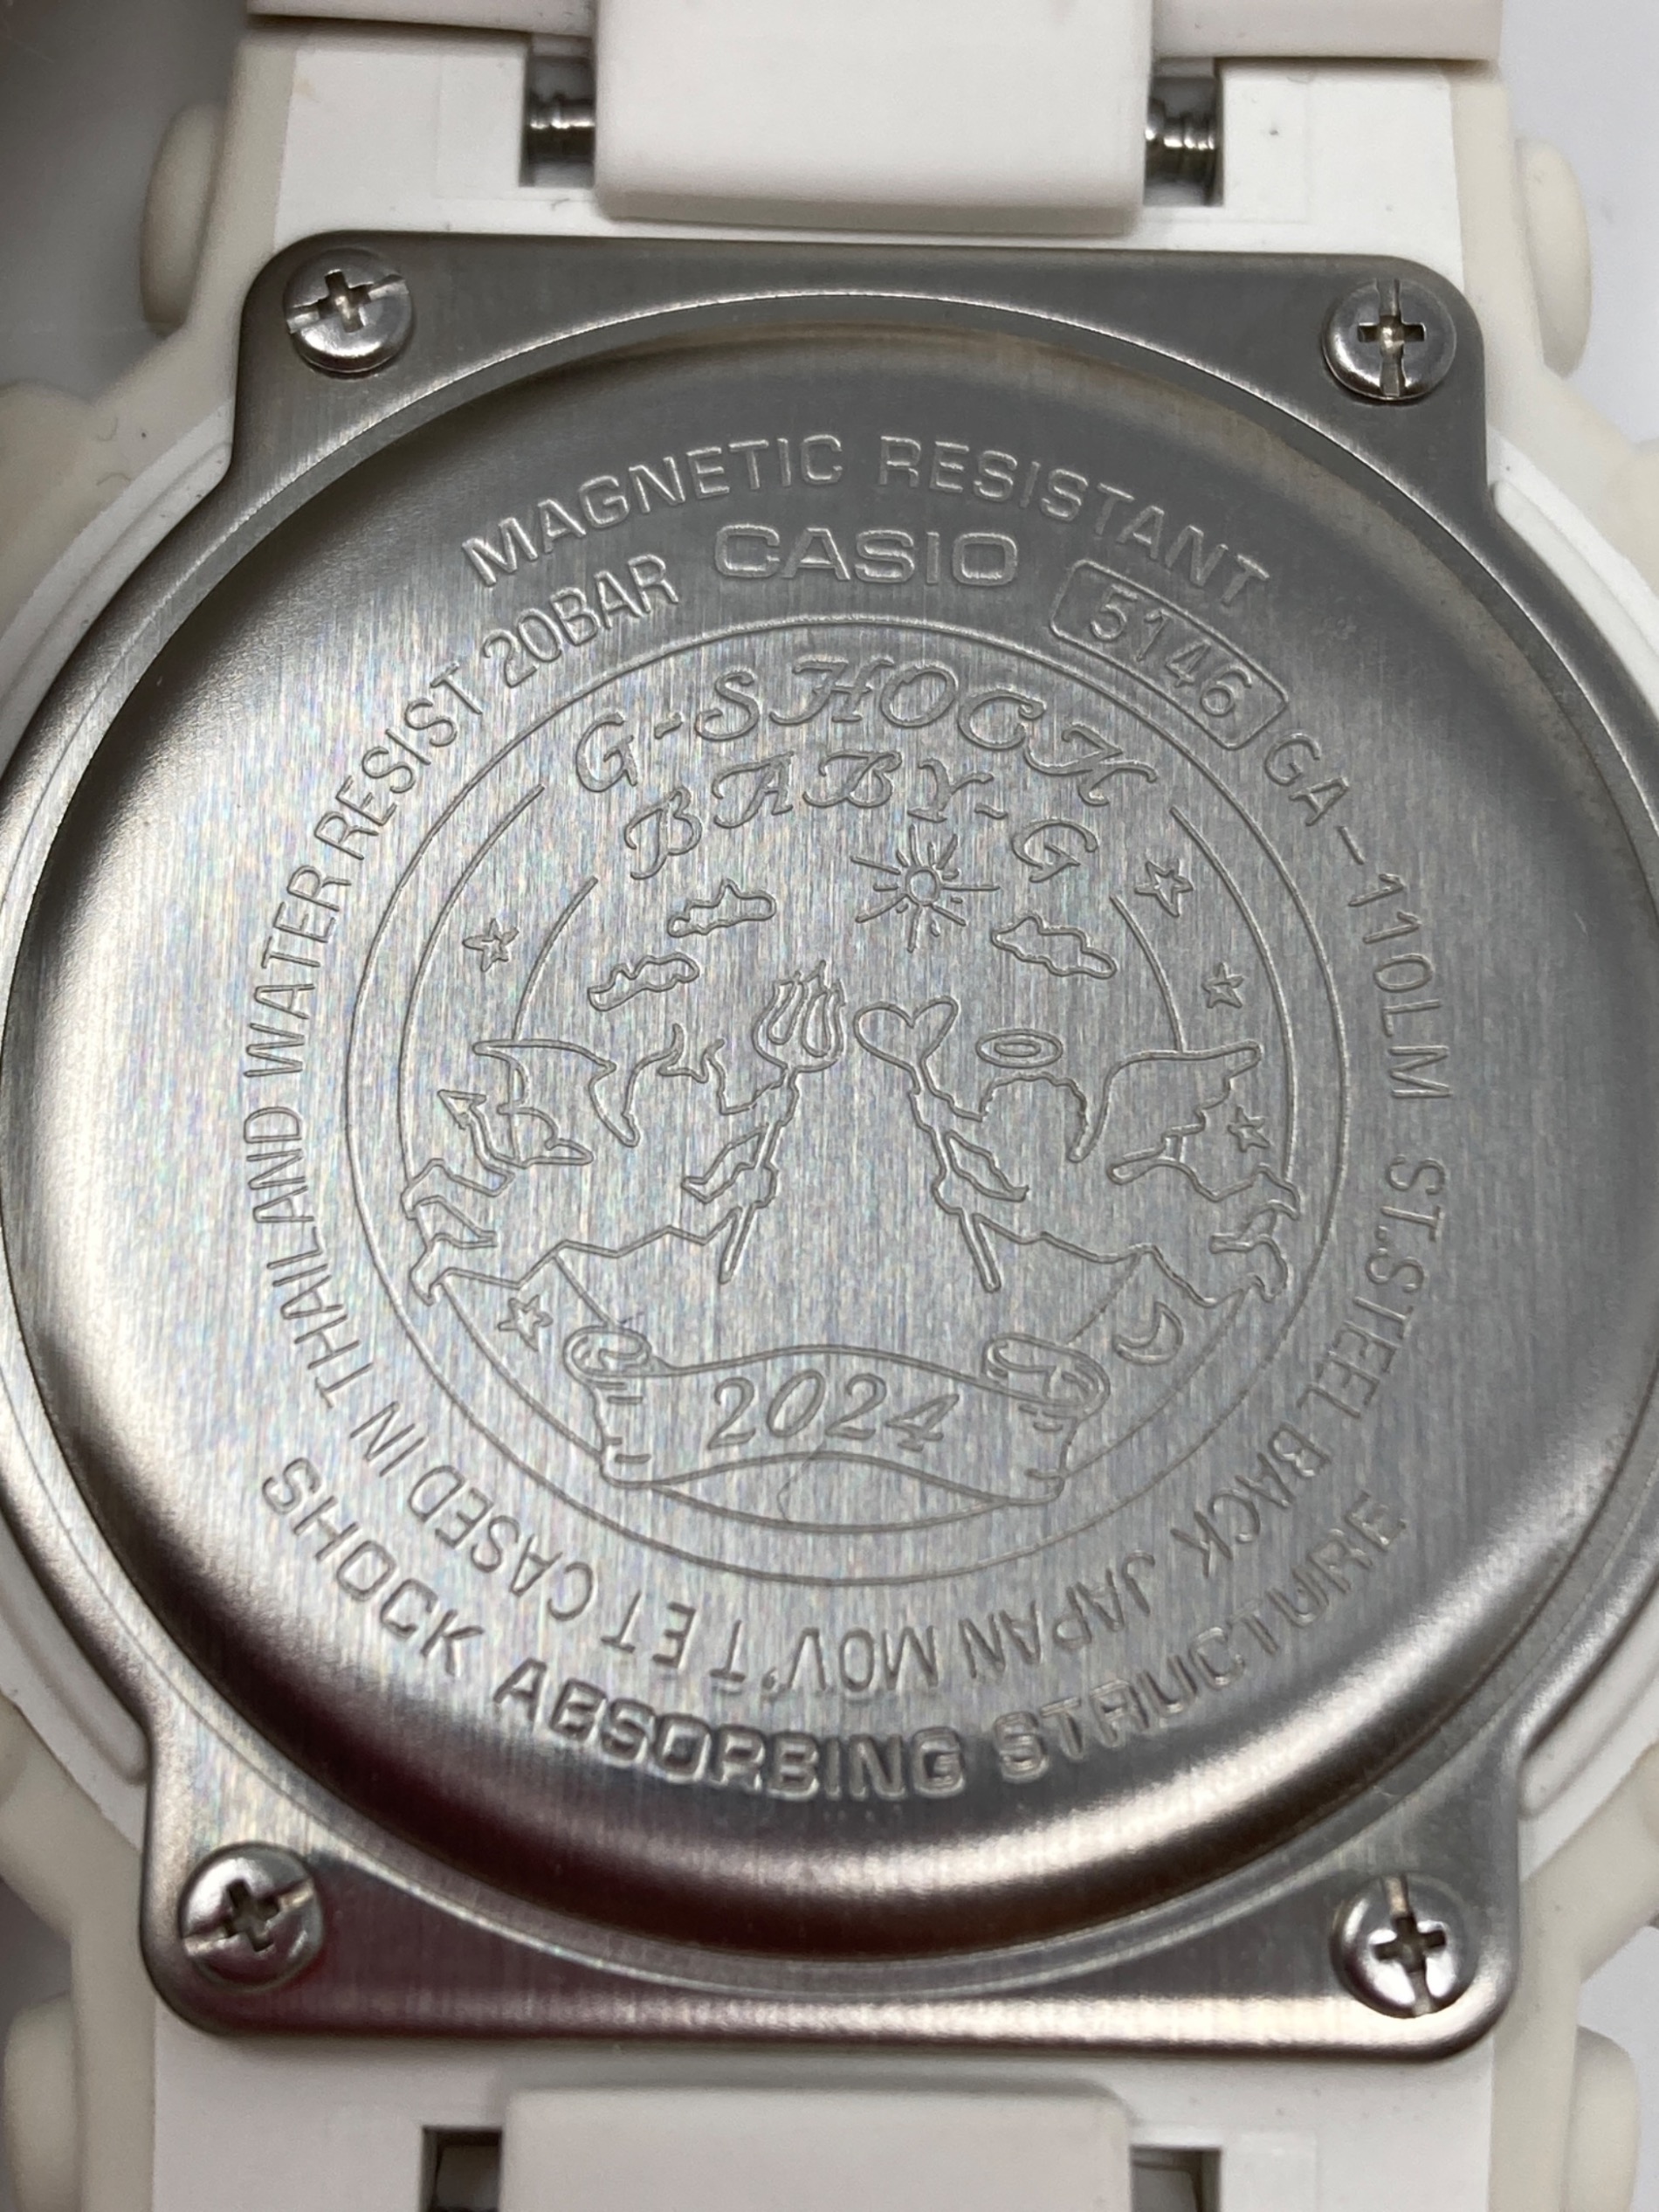 MAGNETIC RESISTANT
CASIO
5146
GA-110LM ST.STEEL BACK JAPAN MOV'T ET CASED IN THAILAND WATER RESIST 20BAR
G-SHOCK
BABY-G
2024
SHOCK ABSORBING STRUCTURE